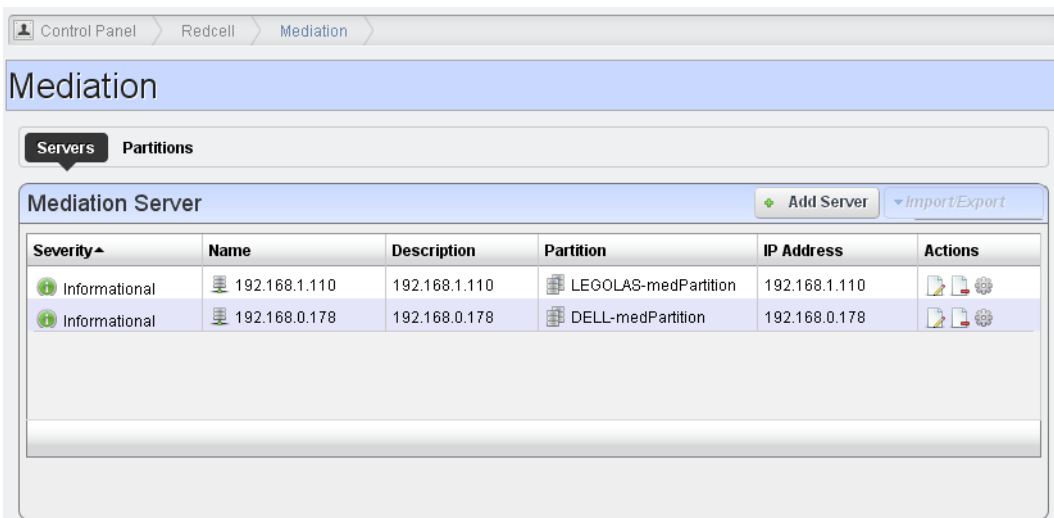 Control Panel Redcell Mediation
Mediation
Servers Partitions
Mediation Server Add Server Import/Export
Severity Name Description Partition IP Address Actions
Informational 192.168.1.110 192.168.1.110 LEGOLAS-medPartition 192.168.1.110
Informational 192.168.0.178 192.168.0.178 DELL-medPartition 192.168.0.178